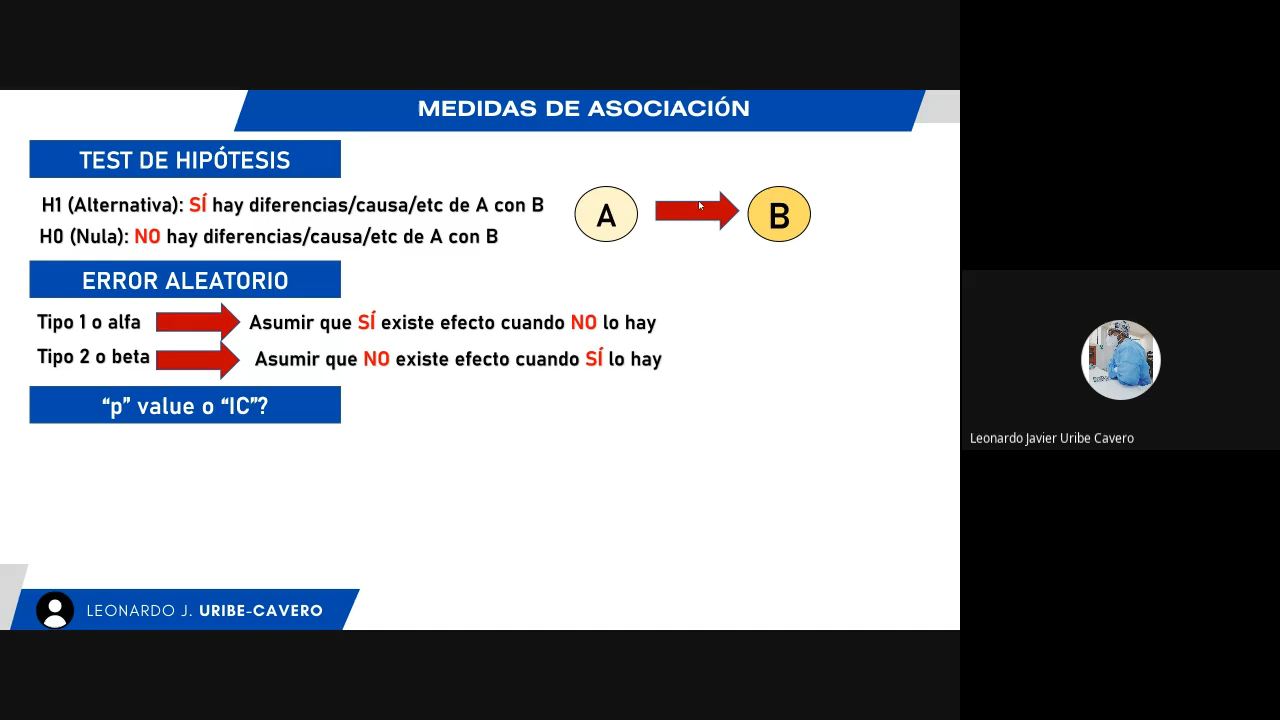 MEDIDAS DE ASOCIACIÓN
TEST DE HIPÓTESIS
H1 (Alternativa): SÍ hay diferencias/causa/etc de A con B
H0 (Nula): NO hay diferencias/causa/etc de A con B
A
B
ERROR ALEATORIO
Tipo 1 o alfa
Asumir que SÍ existe efecto cuando NO lo hay
Tipo 2 o beta
Asumir que NO existe efecto cuando SÍ lo hay
“p” value o “IC”?
LEONARDO J. URIBE-CAVERO
Leonardo Javier Uribe Cavero